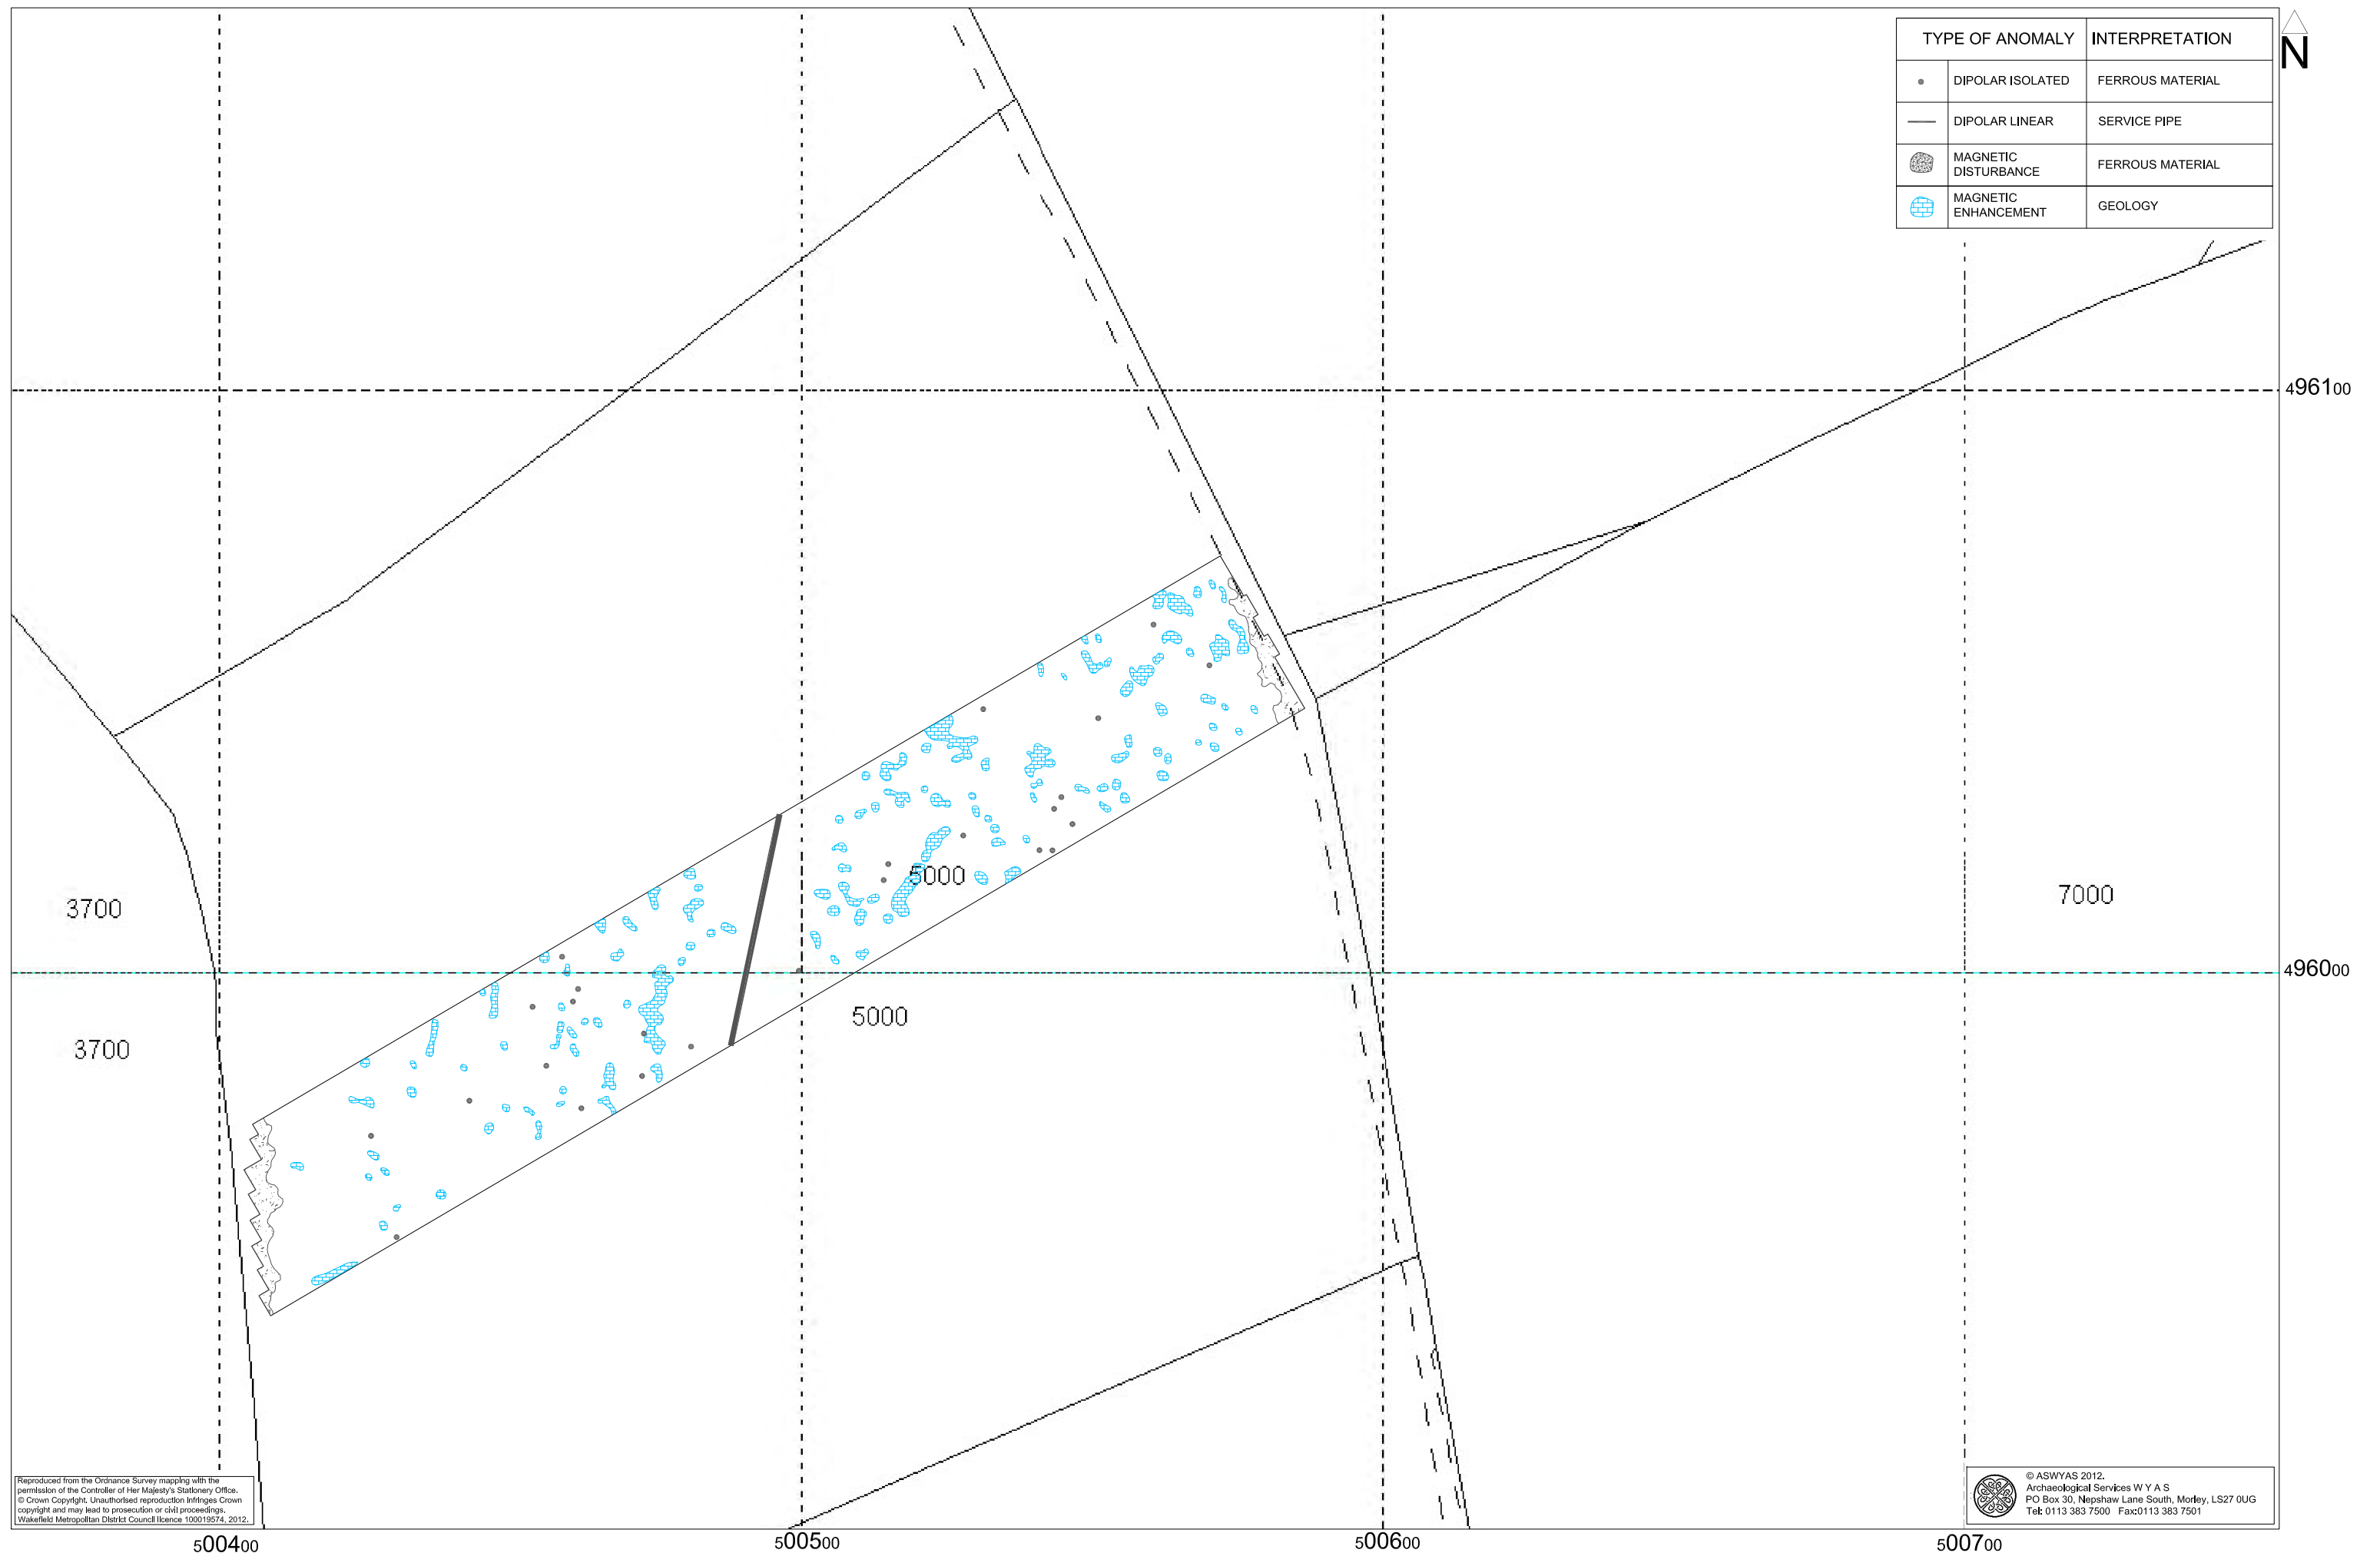 TYPE OF ANOMALY INTERPRETATION
DIPOLAR ISOLATED FERROUS MATERIAL
DIPOLAR LINEAR SERVICE PIPE
MAGNETIC
DISTURBANCE
FERROUS MATERIAL
MAGNETIC
ENHANCEMENT
GEOLOGY
N
496100
5000
3700
7000
496000
5000
3700
Reproduced from the Ordnance Survey mapping with the
permission of the Controller of Her Majesty's Stationery Office.
© Crown Copyright. Unauthorised reproduction infringes Crown
copyright and may lead to prosecution or civil proceedings.
Wakefield Metropolitan District Council licence 100019574, 2012.
© ASWYAS 2012.
Archaeological Services W Y A S
PO Box 30, Nepshaw Lane South, Morley, LS27 0UG
Tel: 0113 383 7500 Fax:0113 383 7501
500400
500500
500600
500700